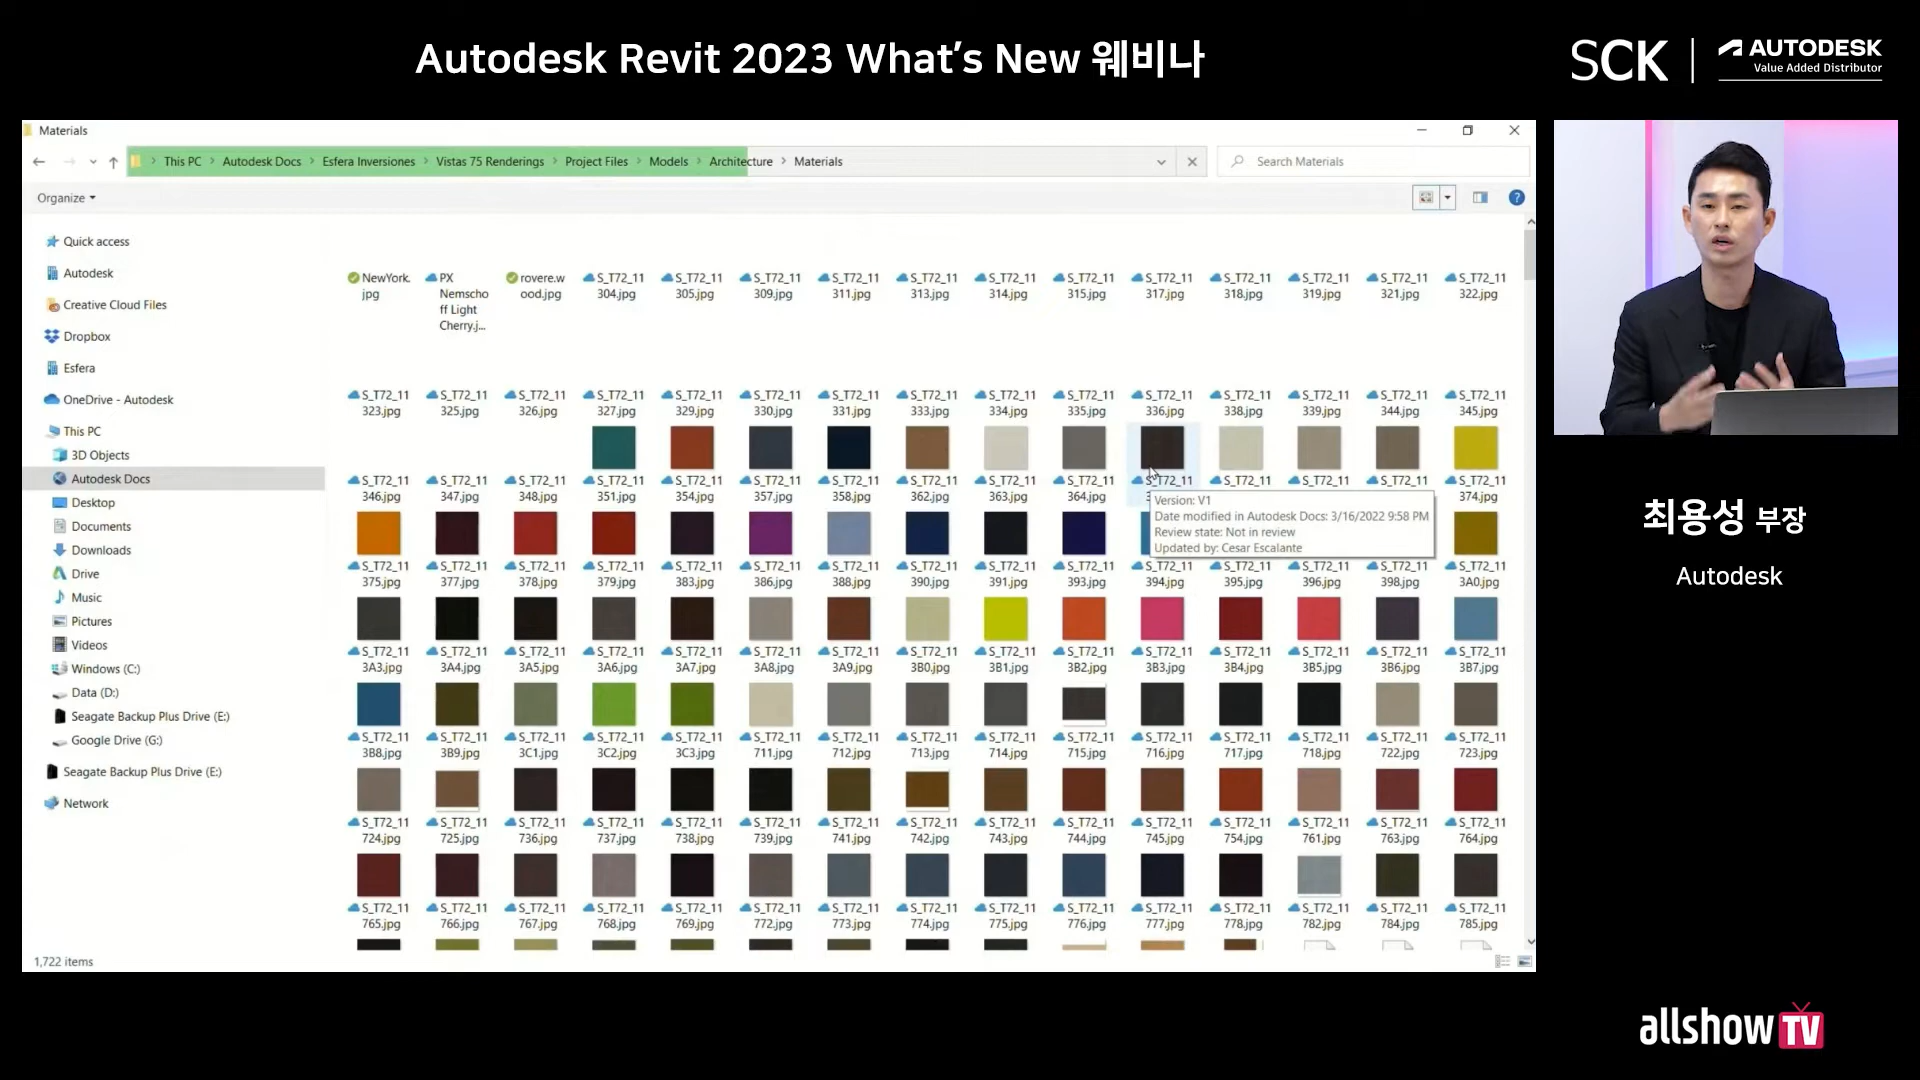 Autodesk Revit 2023 What's New 웨비나
SCK
AUTODESK
Value Added Distributor
Materials
This PC > Autodesk Docs > Esfera Inversiones > Vistas 75 Renderings > Project Files > Models > Architecture > Materials
Search Materials
Organize
Quick access
Autodesk
Creative Cloud Files
Dropbox
Esfera
OneDrive - Autodesk
This PC
3D Objects
Autodesk Docs
Desktop
Documents
Downloads
Drive
Music
Pictures
Videos
Windows (C:)
Data (D:)
Seagate Backup Plus Drive (E:)
Google Drive (G:)
Seagate Backup Plus Drive (E:)
Network
NewYork. PX rovere.w S_T72_11 S_T72_11 S_T72_11 S_T72_11 S_T72_11 S_T72_11 S_T72_11 S_T72_11 S_T72_11 S_T72_11 S_T72_11 S_T72_11
jpg Nemscho ood.jpg 304.jpg 305.jpg 309.jpg 311.jpg 313.jpg 314.jpg 315.jpg 317.jpg 318.jpg 319.jpg 321.jpg 322.jpg
ff Light
Cherry.j...
S_T72_11 S_T72_11 S_T72_11 S_T72_11 S_T72_11 S_T72_11 S_T72_11 S_T72_11 S_T72_11 S_T72_11 S_T72_11 S_T72_11 S_T72_11 S_T72_11 S_T72_11
323.jpg 325.jpg 326.jpg 327.jpg 329.jpg 330.jpg 331.jpg 333.jpg 334.jpg 335.jpg 336.jpg 338.jpg 339.jpg 344.jpg 345.jpg
S_T72_11 S_T72_11 S_T72_11 S_T72_11 S_T72_11 S_T72_11 S_T72_11 S_T72_11 S_T72_11 S_T72_11 S_T72_11 S_T72_11 S_T72_11 S_T72_11 S_T72_11
346.jpg 347.jpg 348.jpg 351.jpg 354.jpg 357.jpg 358.jpg 362.jpg 363.jpg 364.jpg 374.jpg
Version: V1
Date modified in Autodesk Docs: 3/16/2022 9:58 PM
Review state: Not in review
Updated by: Cesar Escalante
S_T72_11 S_T72_11 S_T72_11 S_T72_11 S_T72_11 S_T72_11 S_T72_11 S_T72_11 S_T72_11 S_T72_11 S_T72_11 S_T72_11 S_T72_11 S_T72_11 S_T72_11
375.jpg 377.jpg 378.jpg 379.jpg 383.jpg 386.jpg 388.jpg 390.jpg 391.jpg 393.jpg 394.jpg 395.jpg 396.jpg 398.jpg 3A0.jpg
S_T72_11 S_T72_11 S_T72_11 S_T72_11 S_T72_11 S_T72_11 S_T72_11 S_T72_11 S_T72_11 S_T72_11 S_T72_11 S_T72_11 S_T72_11 S_T72_11 S_T72_11
3A3.jpg 3A4.jpg 3A5.jpg 3A6.jpg 3A7.jpg 3A8.jpg 3A9.jpg 3B0.jpg 3B1.jpg 3B2.jpg 3B3.jpg 3B4.jpg 3B5.jpg 3B6.jpg 3B7.jpg
S_T72_11 S_T72_11 S_T72_11 S_T72_11 S_T72_11 S_T72_11 S_T72_11 S_T72_11 S_T72_11 S_T72_11 S_T72_11 S_T72_11 S_T72_11 S_T72_11 S_T72_11
3B8.jpg 3B9.jpg 3C1.jpg 3C2.jpg 3C3.jpg 711.jpg 712.jpg 713.jpg 714.jpg 715.jpg 716.jpg 717.jpg 718.jpg 722.jpg 723.jpg
S_T72_11 S_T72_11 S_T72_11 S_T72_11 S_T72_11 S_T72_11 S_T72_11 S_T72_11 S_T72_11 S_T72_11 S_T72_11 S_T72_11 S_T72_11 S_T72_11 S_T72_11
724.jpg 725.jpg 736.jpg 737.jpg 738.jpg 739.jpg 741.jpg 742.jpg 743.jpg 744.jpg 745.jpg 754.jpg 761.jpg 763.jpg 764.jpg
S_T72_11 S_T72_11 S_T72_11 S_T72_11 S_T72_11 S_T72_11 S_T72_11 S_T72_11 S_T72_11 S_T72_11 S_T72_11 S_T72_11 S_T72_11 S_T72_11 S_T72_11
765.jpg 766.jpg 767.jpg 768.jpg 769.jpg 772.jpg 773.jpg 774.jpg 775.jpg 776.jpg 777.jpg 778.jpg 782.jpg 784.jpg 785.jpg
1,722 items
최용성 부장
Autodesk
allshow TV